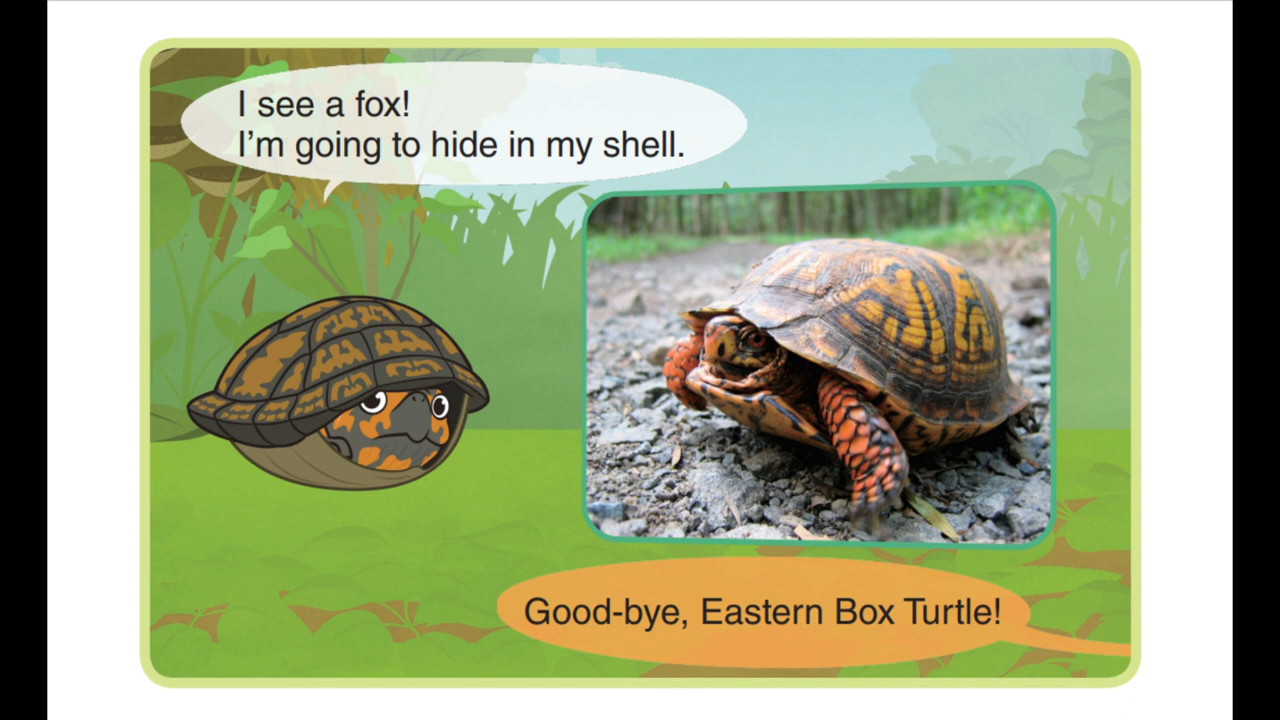 I see a fox!
I'm going to hide in my shell.
Good-bye, Eastern Box Turtle!